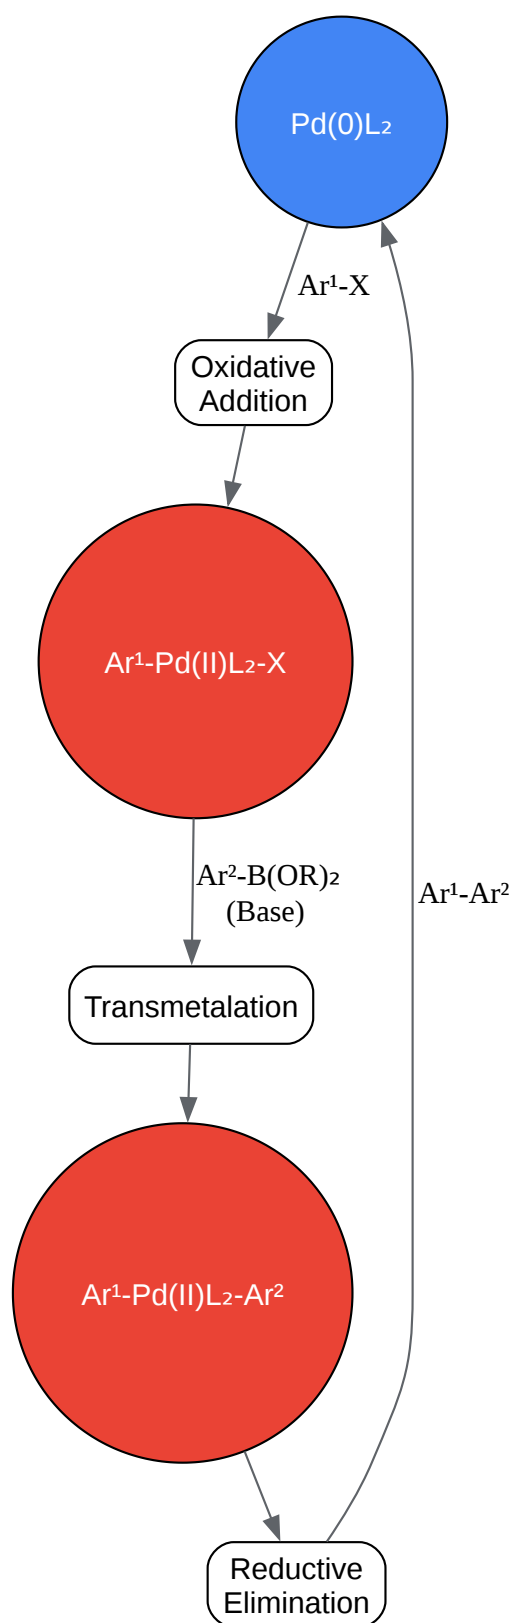 Pd(0)L₂
Ar¹-X
Oxidative
Addition
Ar¹-Pd(II)L₂-X
Ar²-B(OR)₂
(Base)
Ar¹-Ar²
Transmetalation
Ar¹-Pd(II)L₂-Ar²
Reductive
Elimination